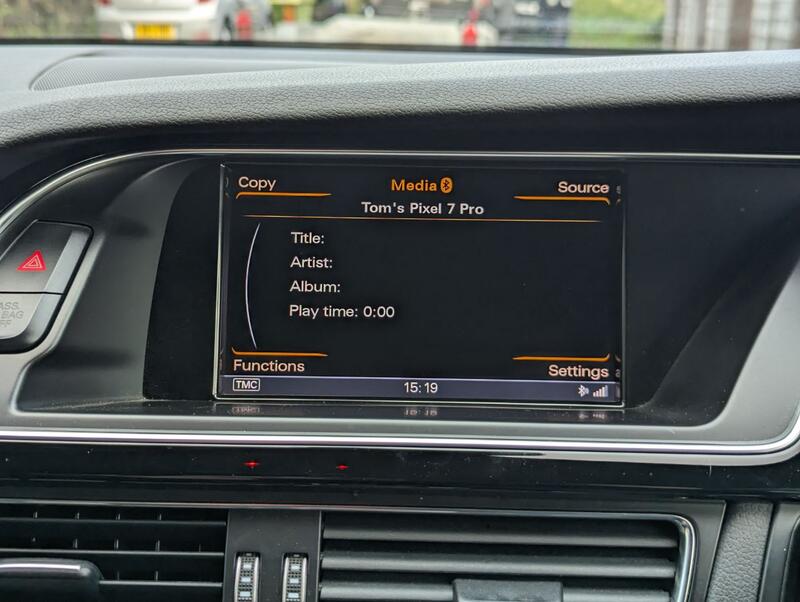 Copy
Media
Source
Tom's Pixel 7 Pro
Title:
Artist:
Album:
Play time: 0:00
Functions
Settings
TMC
15:19